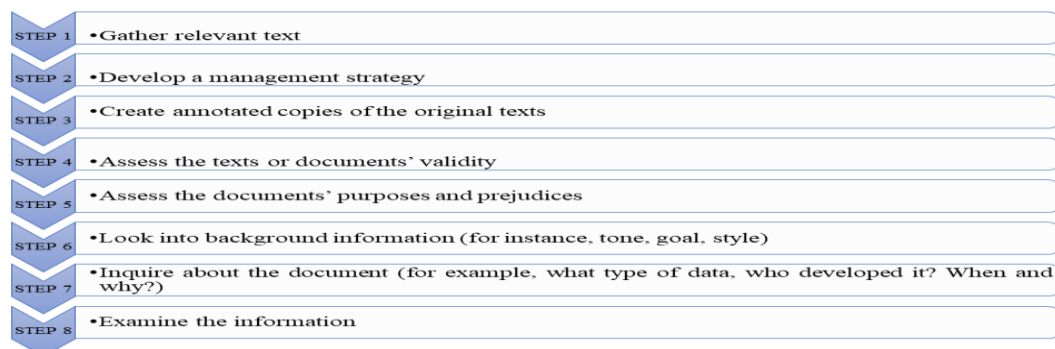 STEP 1 •Gather relevant text
STEP 2 •Develop a management strategy
STEP 3 •Create annotated copies of the original texts
STEP 4 •Assess the texts or documents' validity
STEP 5 •Assess the documents' purposes and prejudices
STEP 6 •Look into background information (for instance, tone, goal, style)
STEP 7 •Inquire about the document (for example, what type of data, who developed it? When and
why?)
STEP 8 •Examine the information